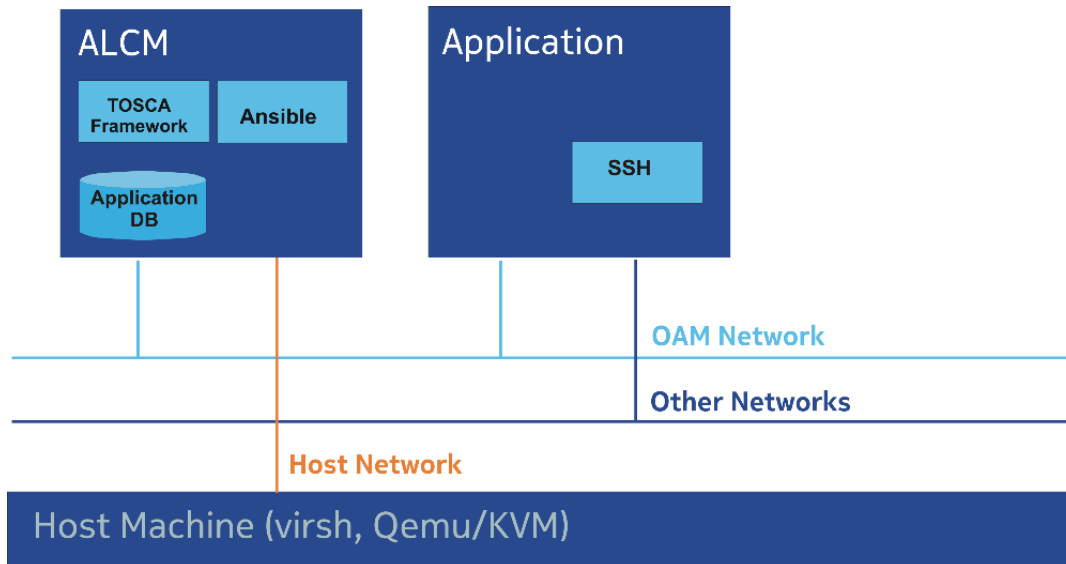 ALCM
TOSCA
Framework
Ansible
Application
DB
Application
SSH
OAM Network
Other Networks
Host Network
Host Machine (virsh, Qemu/KVM)